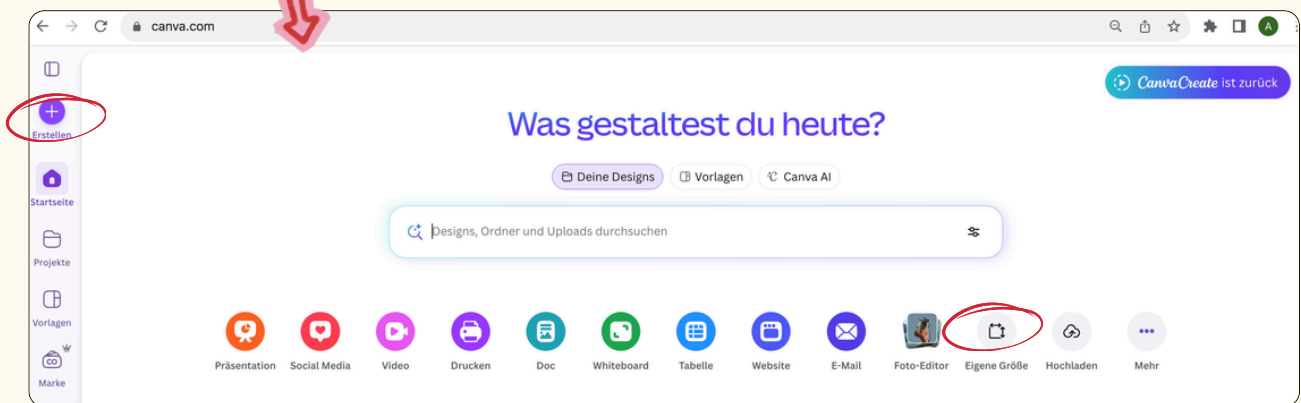 canva.com
A
CanvaCreate ist zurück
Erstellen
Was gestaltest du heute?
Deine Designs
Vorlagen
Canva AI
Startseite
Designs, Ordner und Uploads durchsuchen
Projekte
Vorlagen
CO
Marke
Präsentation
Social Media
Video
Drucken
Doc
Whiteboard
Tabelle
Website
E-Mail
Foto-Editor
Eigene Größe
Hochladen
Mehr